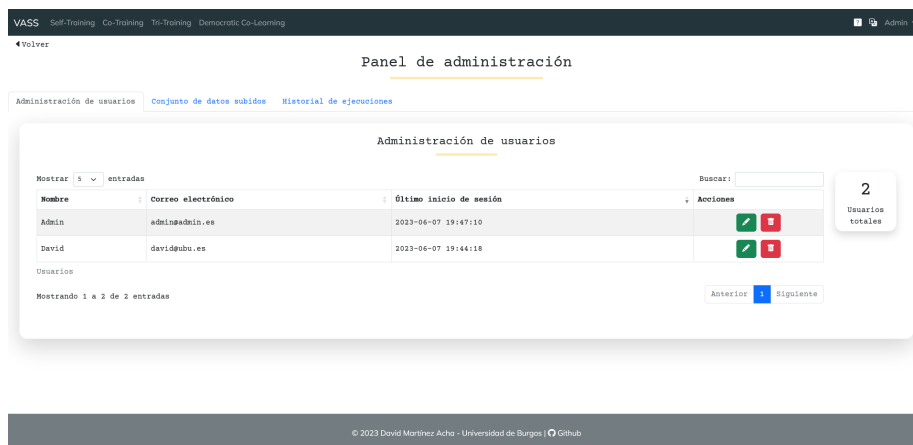 VASS Self-Training Co-Training Tri-Training Democratic Co-Learning Admin
Volver
Panel de administración
Administración de usuarios Conjunto de datos subidos Historial de ejecuciones
Administración de usuarios
Mostrar 5 entradas Buscar:
Nombre Correo electrónico Último inicio de sesión Acciones
Admin admin@admin.es 2023-06-07 19:47:10
David david@ubu.es 2023-06-07 19:44:18
2
Usuarios
totales
Usuarios
Mostrando 1 a 2 de 2 entradas Anterior 1 Siguiente
© 2023 David Martínez Acha - Universidad de Burgos | Github